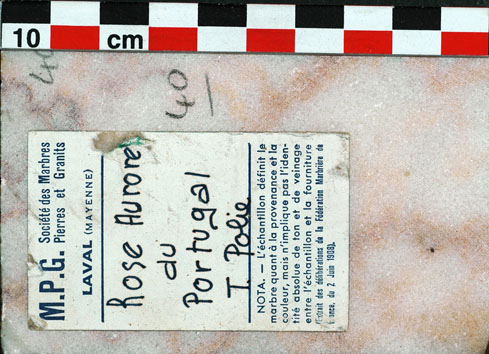 10 cm
40
40
M.P.G. Société des Marbres
Pierres et Granits
LAVAL (MAYENNE)
Rose Aurore
du
Portugal
T. Polie
NOTA. — L'échantillon définit le
marbre quant à la provenance et la
couleur, mais n'implique pas l'iden-
tité absolue de ton et de veinage
entre l'échantillon et la fourniture
(Extrait des délibérations de la Fédération Marbrière de
France, du 2 Juin 1908).